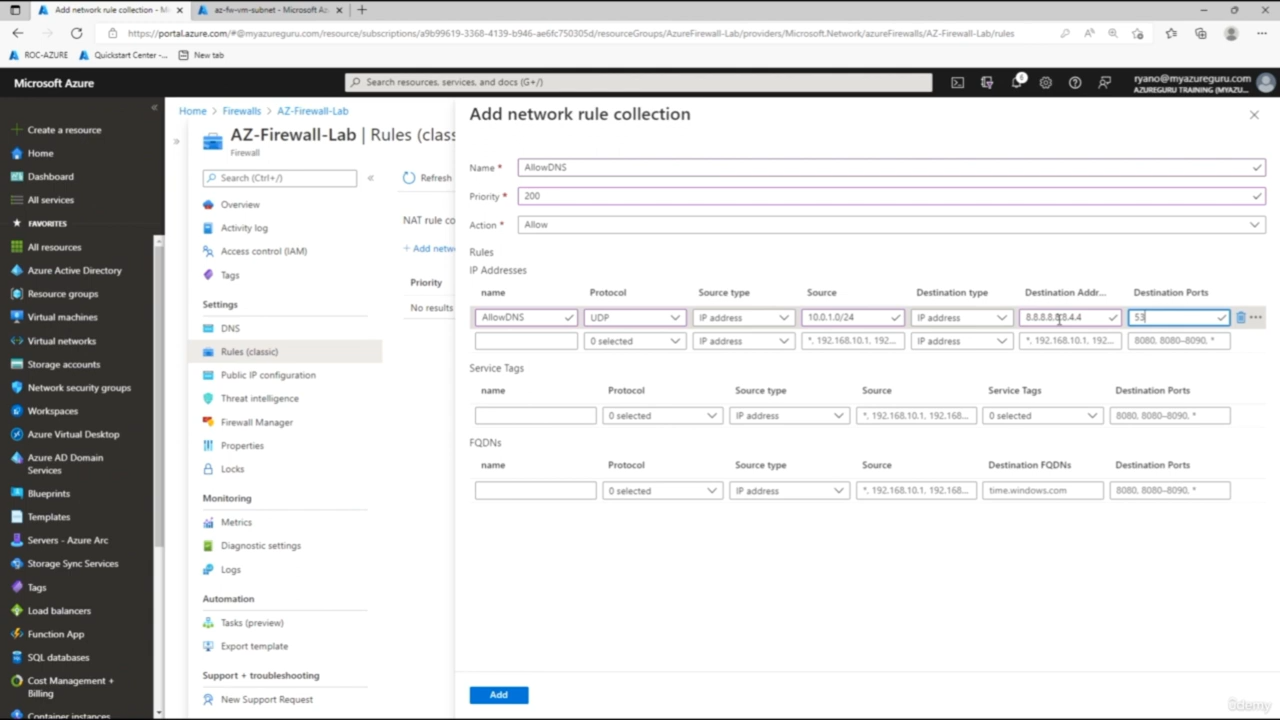 Add network rule collection - Mi
az-fw-vm-subnet - Microsoft Az
https://portal.azure.com/#@myazureguru.com/resource/subscriptions/a9b99619-3368-4139-b946-ae6fc750305d/resourceGroups/AzureFirewall-Lab/providers/Microsoft.Network/azureFirewalls/AZ-Firewall-Lab/rules
ROC-AZURE
Quickstart Center -...
New tab
Microsoft Azure
Search resources, services, and docs (G+/)
6
ryano@myazureguru.com
AZUREGURU TRAINING (MYAZU...
Home > Firewalls > AZ-Firewall-Lab
AZ-Firewall-Lab | Rules (classic
Firewall
Search (Ctrl+/)
Refresh
NAT rule co
+ Add netw
Priority
No results
Create a resource
Home
Dashboard
All services
FAVORITES
All resources
Azure Active Directory
Resource groups
Virtual machines
Virtual networks
Storage accounts
Network security groups
Workspaces
Azure Virtual Desktop
Azure AD Domain
Services
Blueprints
Templates
Servers - Azure Arc
Storage Sync Services
Tags
Load balancers
Function App
SQL databases
Cost Management +
Billing
Container instances
Overview
Activity log
Access control (IAM)
Tags
Settings
DNS
Rules (classic)
Public IP configuration
Threat intelligence
Firewall Manager
Properties
Locks
Monitoring
Metrics
Diagnostic settings
Logs
Automation
Tasks (preview)
Export template
Support + troubleshooting
New Support Request
Add network rule collection
Name * AllowDNS
Priority * 200
Action * Allow
Rules
IP Addresses
name Protocol Source type Source Destination type Destination Addr... Destination Ports
AllowDNS UDP IP address 10.0.1.0/24 IP address 8.8.8.8, 8.8.4.4 53
0 selected IP address *, 192.168.10.1, 192... IP address *, 192.168.10.1, 192... 8080, 8080-8090, *
Service Tags
name Protocol Source type Source Service Tags Destination Ports
0 selected IP address *, 192.168.10.1, 192.168... 0 selected 8080, 8080-8090, *
FQDNs
name Protocol Source type Source Destination FQDNs Destination Ports
0 selected IP address *, 192.168.10.1, 192.168... time.windows.com 8080, 8080-8090, *
Add
ûdemy